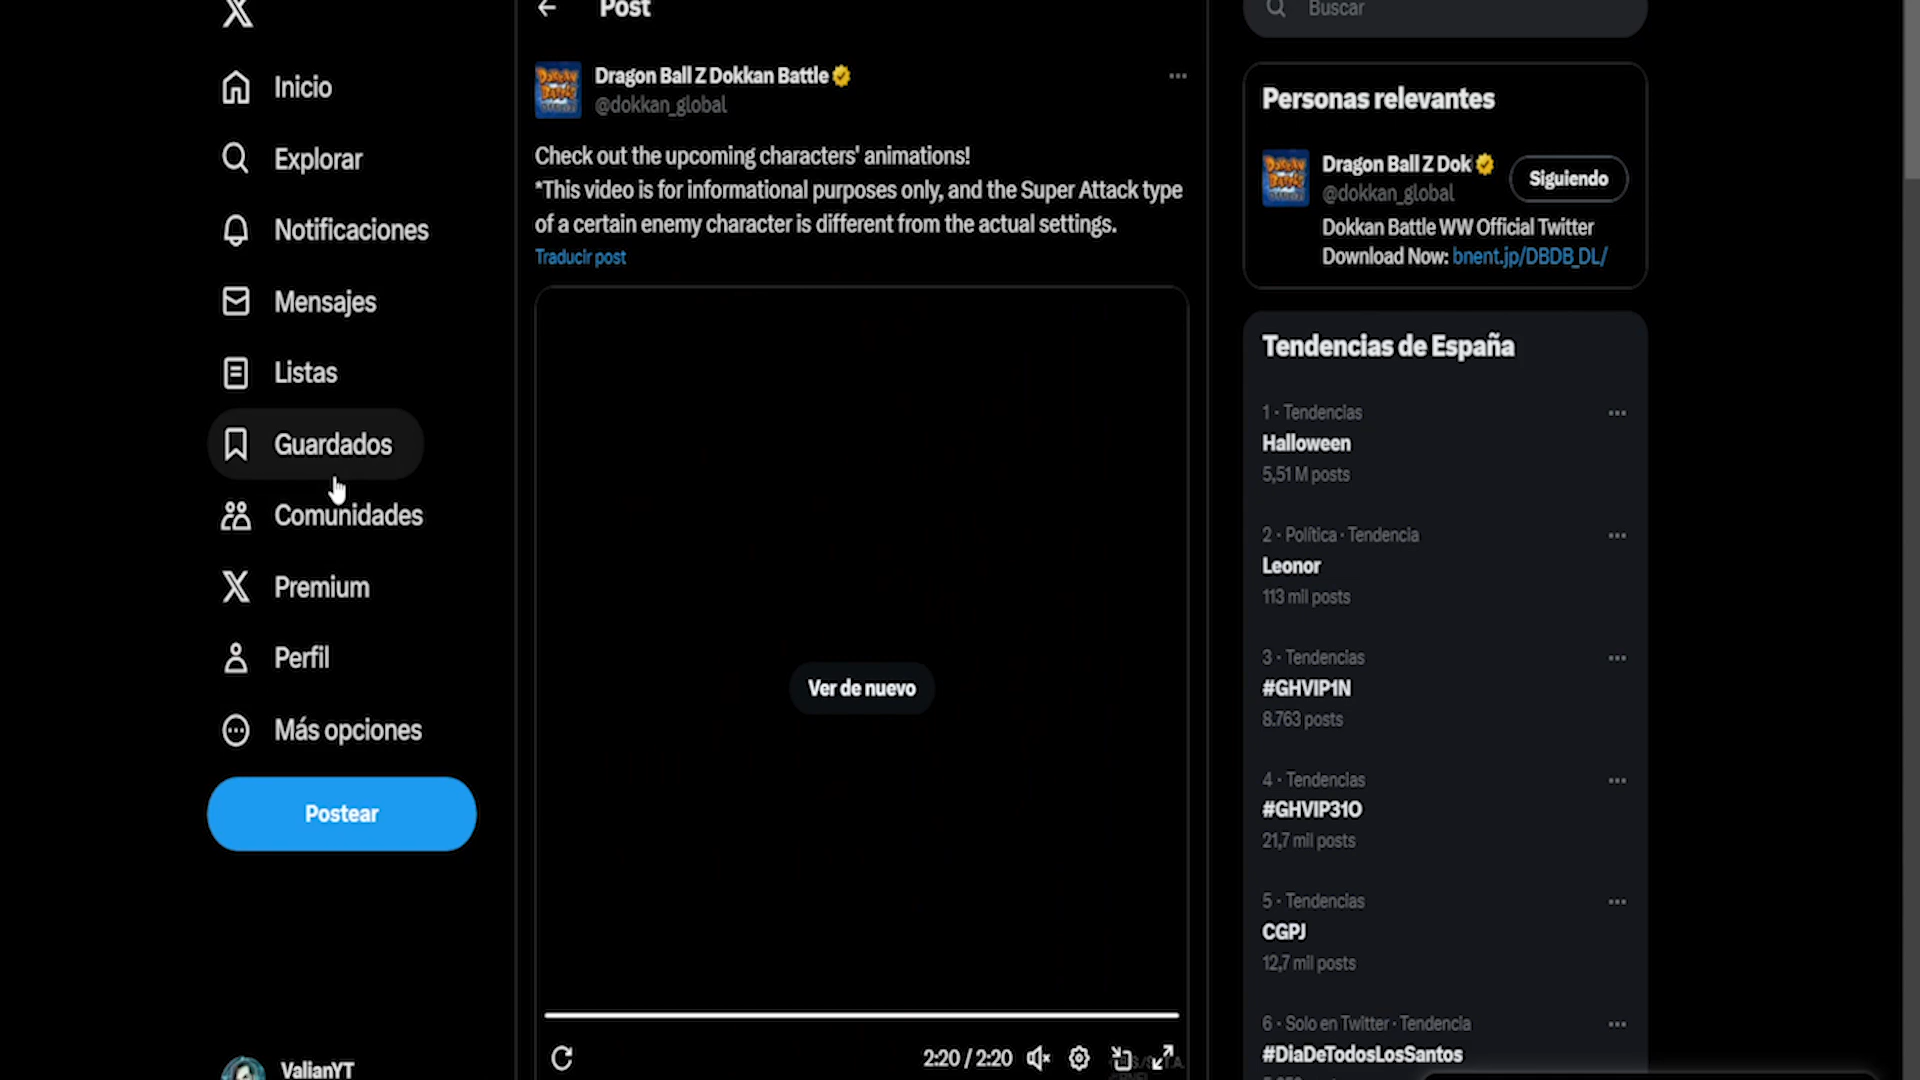 Post
Buscar
Inicio
Explorar
Notificaciones
Mensajes
Listas
Guardados
Comunidades
Premium
Perfil
Más opciones
Postear
ValianYT
Dragon Ball Z Dokkan Battle
@dokkan_global
Check out the upcoming characters' animations!
*This video is for informational purposes only, and the Super Attack type
of a certain enemy character is different from the actual settings.
Traducir post
Ver de nuevo
2:20 / 2:20
Personas relevantes
Dragon Ball Z Dok
@dokkan_global
Siguiendo
Dokkan Battle WW Official Twitter
Download Now: bnent.jp/DBDB_DL/
Tendencias de España
1 · Tendencias
Halloween
5,51 M posts
2 · Política · Tendencia
Leonor
113 mil posts
3 · Tendencias
#GHVIP1N
8.763 posts
4 · Tendencias
#GHVIP31O
21,7 mil posts
5 · Tendencias
CGPJ
12,7 mil posts
6 · Solo en Twitter · Tendencia
#DiaDeTodosLosSantos